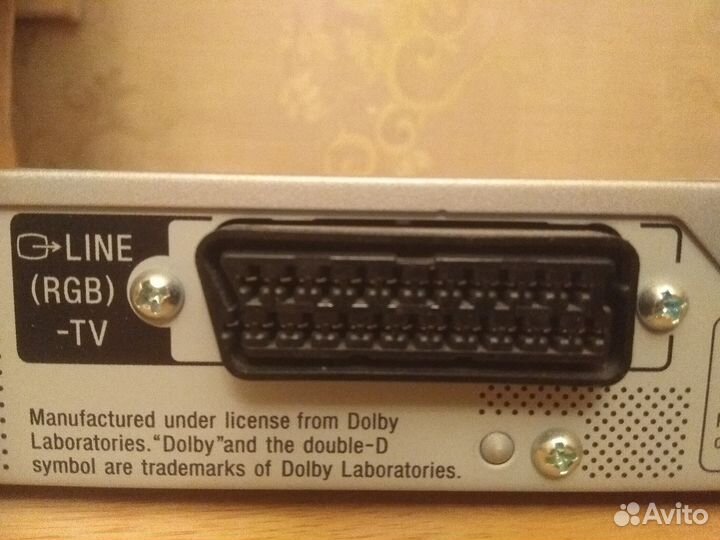 LINE
(RGB)
-TV
Manufactured under license from Dolby
Laboratories."Dolby"and the double-D
symbol are trademarks of Dolby Laboratories.
Avito